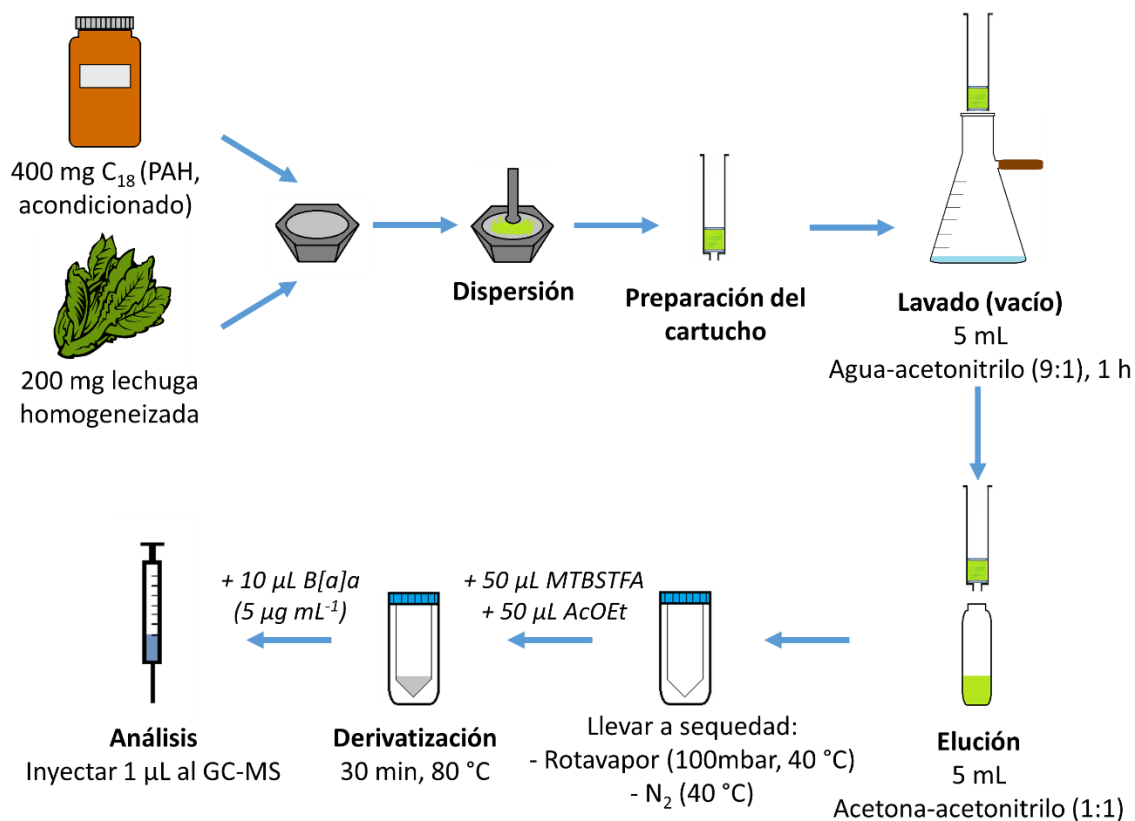 400 mg C₁₈ (PAH,
acondicionado)
200 mg lechuga
homogeneizada
Dispersión
Preparación del
cartucho
Lavado (vacío)
5 mL
Agua-acetonitrilo (9:1), 1 h
Elución
5 mL
Acetona-acetonitrilo (1:1)
Llevar a sequedad:
- Rotavapor (100mbar, 40 °C)
- N₂ (40 °C)
+ 50 µL MTBSTFA
+ 50 µL AcOEt
Derivatización
30 min, 80 °C
+ 10 µL B[a]a
(5 µg mL⁻¹)
Análisis
Inyectar 1 µL al GC-MS